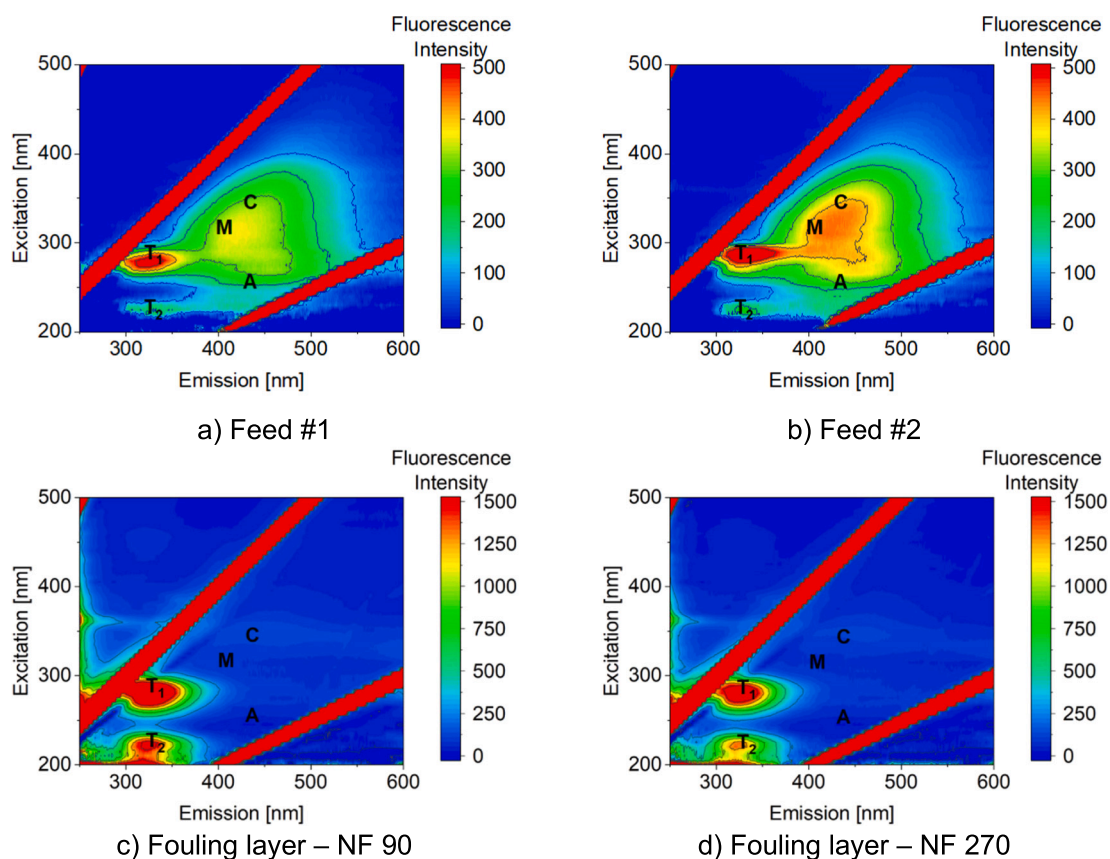 Fluorescence
Intensity
500
400
300
200
Excitation [nm]
300 400 500 600
Emission [nm]
C
M
T1
A
T2
500
400
300
200
100
0
a) Feed #1
Fluorescence
Intensity
500
400
300
200
Excitation [nm]
300 400 500 600
Emission [nm]
C
M
T1
A
T2
500
400
300
200
100
0
b) Feed #2
Fluorescence
Intensity
500
400
300
200
Excitation [nm]
300 400 500 600
Emission [nm]
C
M
T1
A
T2
1500
1250
1000
750
500
250
0
c) Fouling layer – NF 90
Fluorescence
Intensity
500
400
300
200
Excitation [nm]
300 400 500 600
Emission [nm]
C
M
T1
A
T2
1500
1250
1000
750
500
250
0
d) Fouling layer – NF 270